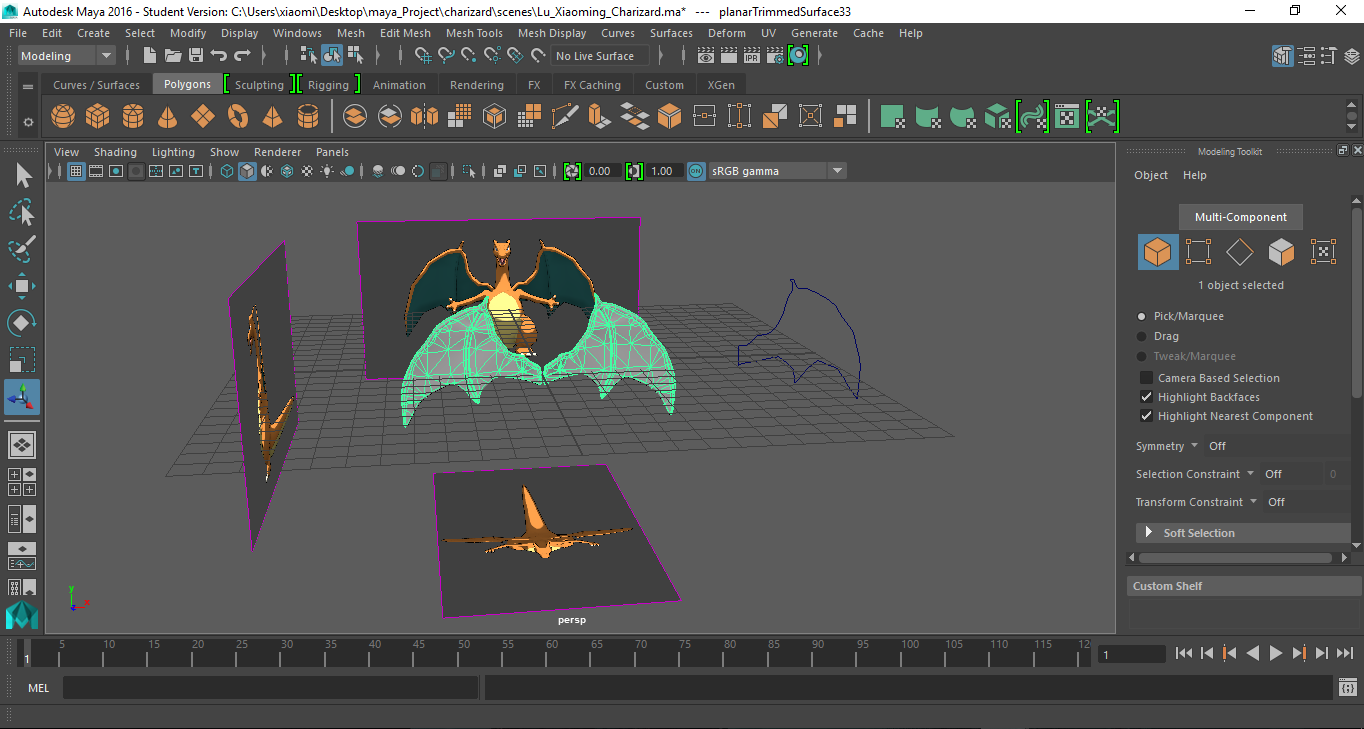 Autodesk Maya 2016 - Student Version: C:\Users\xiaomi\Desktop\maya_Project\charizard\scenes\Lu_Xiaoming_Charizard.ma* --- planarTrimmedSurface33
File Edit Create Select Modify Display Windows Mesh Edit Mesh Mesh Tools Mesh Display Curves Surfaces Deform UV Generate Cache Help
Modeling No Live Surface
Curves / Surfaces Polygons Sculpting Rigging Animation Rendering FX FX Caching Custom XGen
View Shading Lighting Show Renderer Panels
0.00 1.00 ON sRGB gamma
Modeling Toolkit
Object Help
Multi-Component
1 object selected
Pick/Marquee
Drag
Tweak/Marquee
Camera Based Selection
Highlight Backfaces
Highlight Nearest Component
Symmetry Off
Selection Constraint Off 0
Transform Constraint Off
Soft Selection
Custom Shelf
y
x
z
persp
5 10 15 20 25 30 35 40 45 50 55 60 65 70 75 80 85 90 95 100 105 110 115 12
1 1
MEL